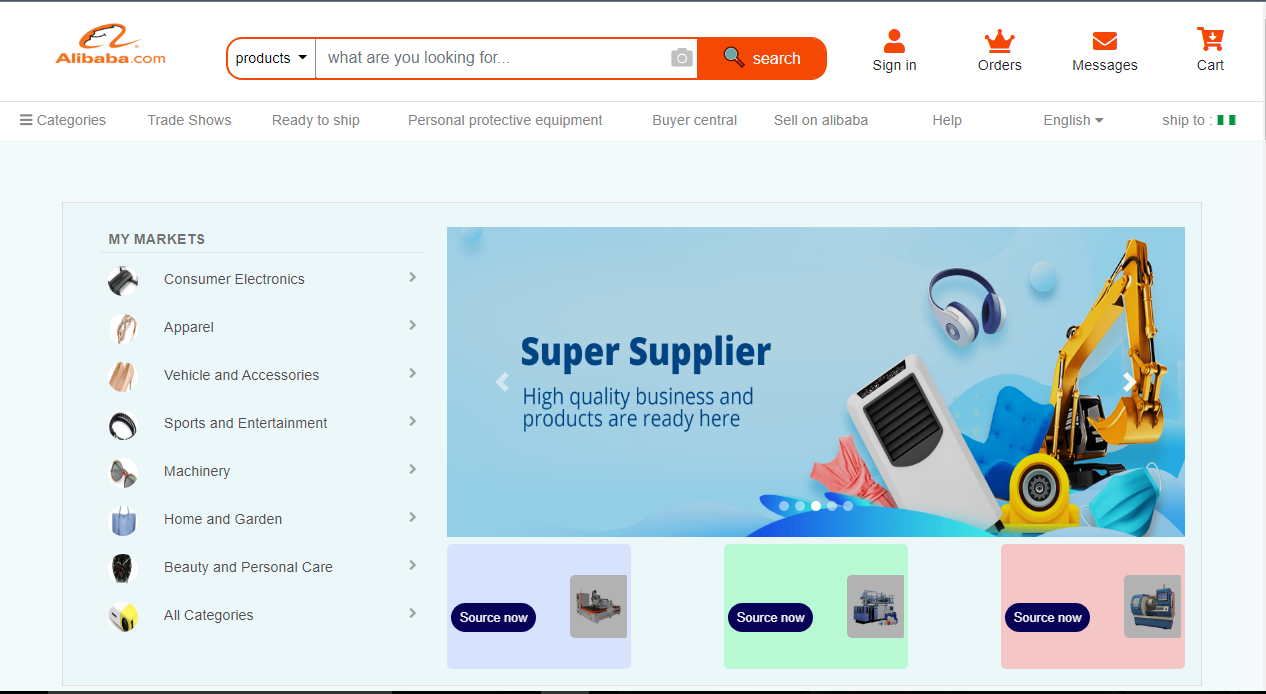 Alibaba.com
products
what are you looking for...
search
Sign in
Orders
Messages
Cart
Categories
Trade Shows
Ready to ship
Personal protective equipment
Buyer central
Sell on alibaba
Help
English
ship to :
MY MARKETS
Consumer Electronics
Apparel
Vehicle and Accessories
Sports and Entertainment
Machinery
Home and Garden
Beauty and Personal Care
All Categories
Super Supplier
High quality business and
products are ready here
Source now
Source now
Source now